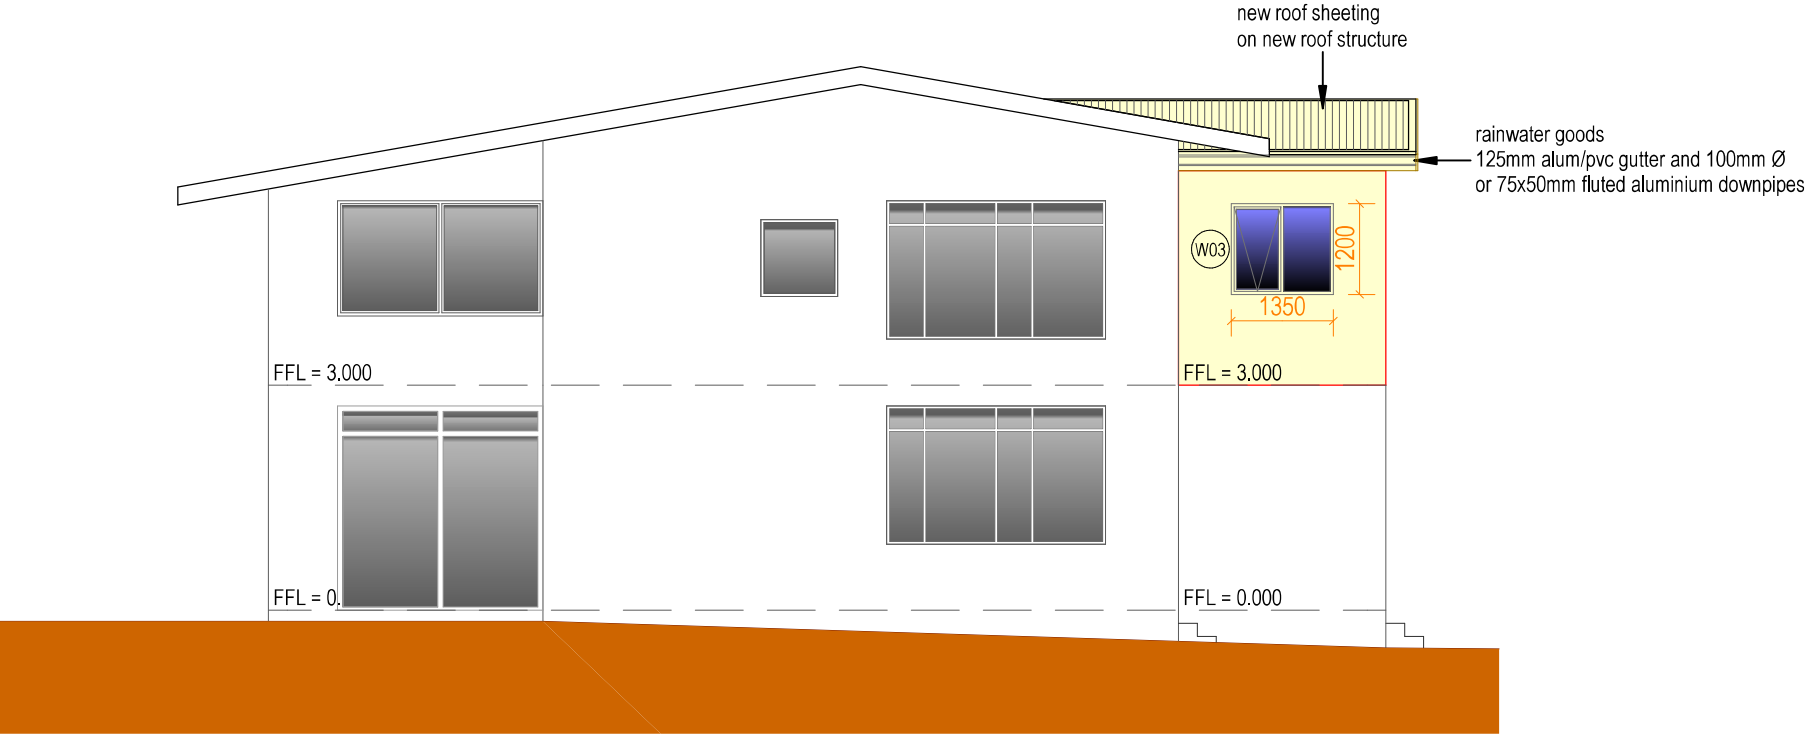 new roof sheeting
on new roof structure
rainwater goods
125mm alum/pvc gutter and 100mm Ø
or 75x50mm fluted aluminium downpipes
W03
1200
1350
FFL = 3.000
FFL = 3.000
FFL = 0.
FFL = 0.000